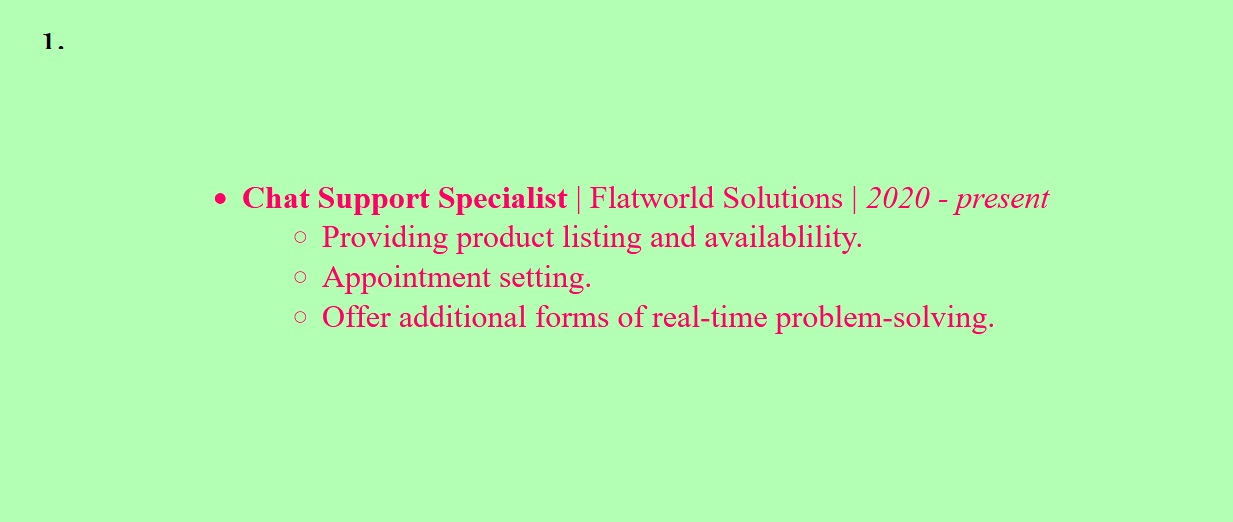 1.
• Chat Support Specialist | Flatworld Solutions | 2020 - present
○ Providing product listing and availablility.
○ Appointment setting.
○ Offer additional forms of real-time problem-solving.